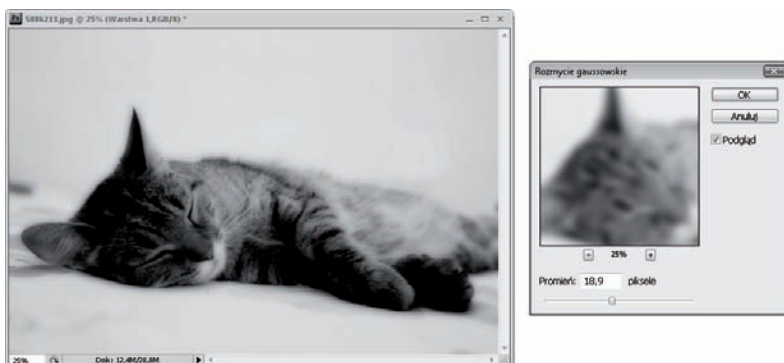 5886213.jpg @ 25% (Warstwa 1,RGB/8) *
25%
Dok: 12,4M/28,8M
Rozmycie gaussowskie
OK
Anuluj
Podgląd
25%
Promień: 18,9 piksele